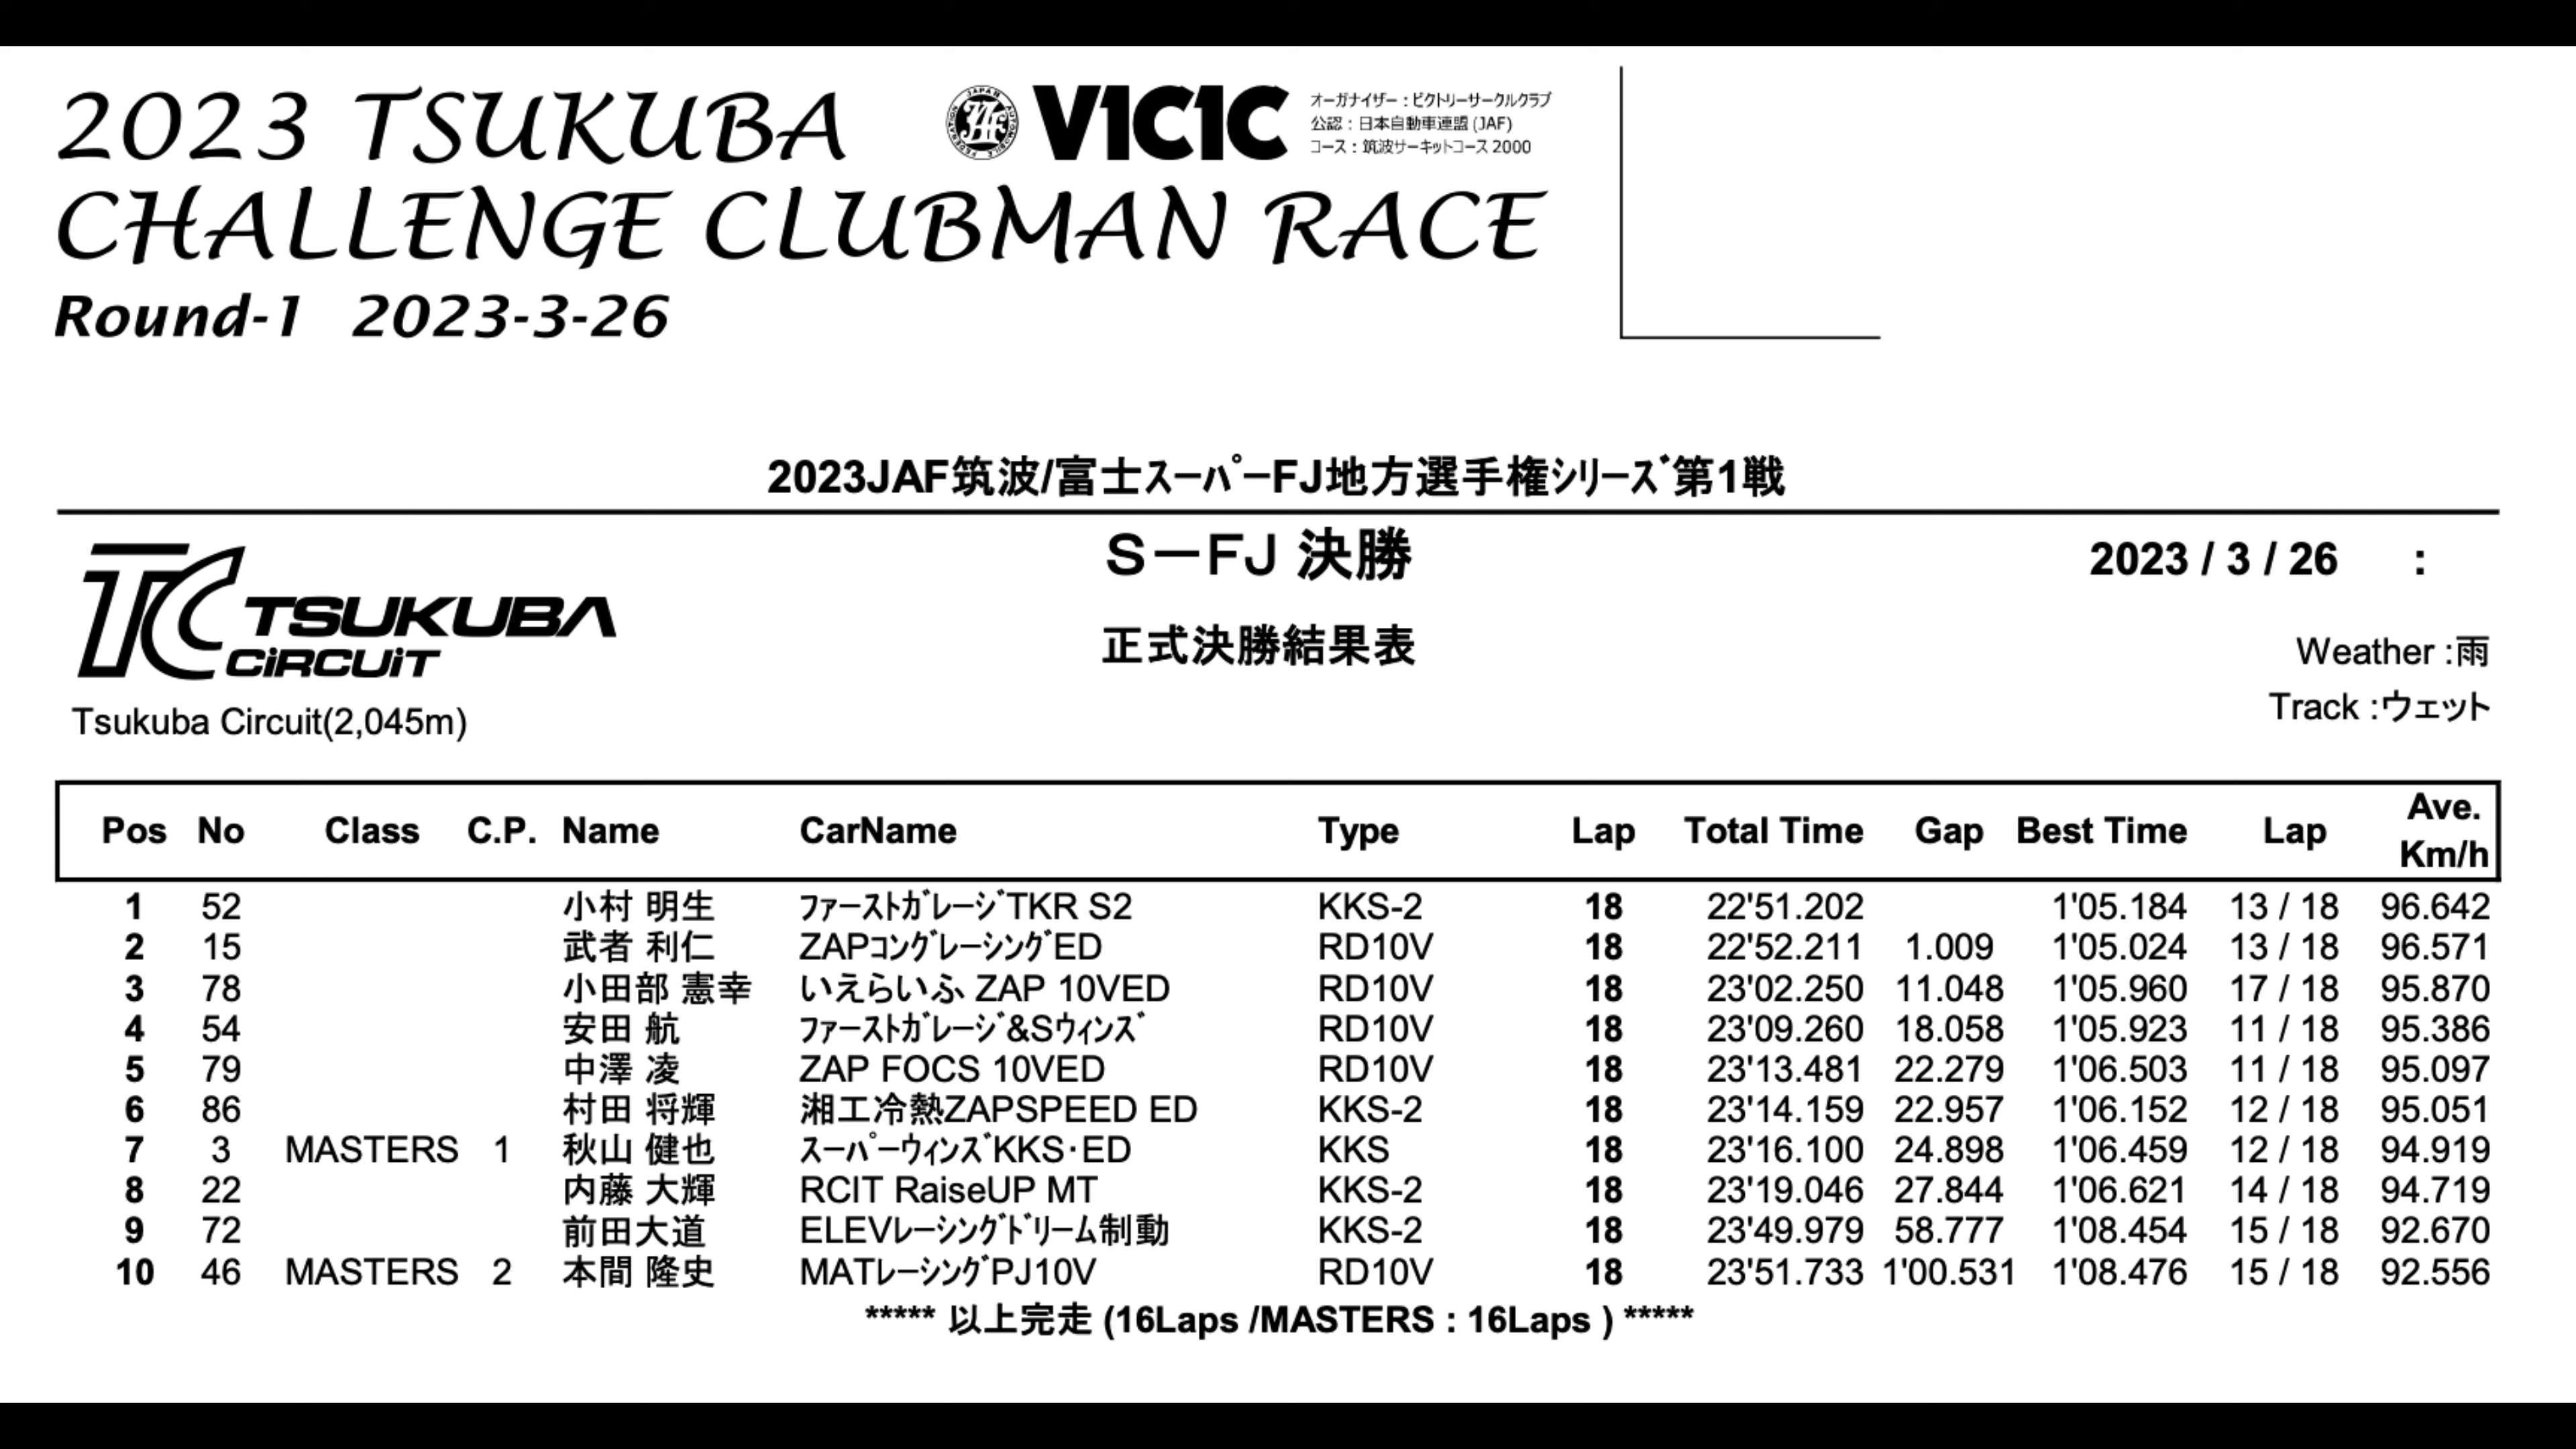 2023 TSUKUBA
CHALLENGE CLUBMAN RACE
JAPAN AUTOMOBILE FEDERATION
JAF
V1C1C
オーガナイザー：ビクトリーサークルクラブ
公認：日本自動車連盟 (JAF)
コース：筑波サーキットコース 2000
Round-1 2023-3-26
2023JAF筑波/富士ｽｰﾊﾟｰFJ地方選手権ｼﾘｰｽﾞ第1戦
TC TSUKUBA CiRCUiT
Tsukuba Circuit(2,045m)
S－FJ 決勝
正式決勝結果表
2023 / 3 / 26 :
Weather :雨
Track :ウェット
Pos No Class C.P. Name CarName Type Lap Total Time Gap Best Time Lap Ave. Km/h
1 52 小村 明生 ﾌｧｰｽﾄｶﾞﾚｰｼﾞTKR S2 KKS-2 18 22'51.202 1'05.184 13 / 18 96.642
2 15 武者 利仁 ZAPｺﾝｸﾞﾚｰｼﾝｸﾞED RD10V 18 22'52.211 1.009 1'05.024 13 / 18 96.571
3 78 小田部 憲幸 いえらいふ ZAP 10VED RD10V 18 23'02.250 11.048 1'05.960 17 / 18 95.870
4 54 安田 航 ﾌｧｰｽﾄｶﾞﾚｰｼﾞ&Sｳｨﾝｽﾞ RD10V 18 23'09.260 18.058 1'05.923 11 / 18 95.386
5 79 中澤 凌 ZAP FOCS 10VED RD10V 18 23'13.481 22.279 1'06.503 11 / 18 95.097
6 86 村田 将輝 湘工冷熱ZAPSPEED ED KKS-2 18 23'14.159 22.957 1'06.152 12 / 18 95.051
7 3 MASTERS 1 秋山 健也 ｽｰﾊﾟｰｳｨﾝｽﾞKKS･ED KKS 18 23'16.100 24.898 1'06.459 12 / 18 94.919
8 22 内藤 大輝 RCIT RaiseUP MT KKS-2 18 23'19.046 27.844 1'06.621 14 / 18 94.719
9 72 前田大道 ELEVﾚｰｼﾝｸﾞﾄﾞﾘｰﾑ制動 KKS-2 18 23'49.979 58.777 1'08.454 15 / 18 92.670
10 46 MASTERS 2 本間 隆史 MATﾚｰｼﾝｸﾞPJ10V RD10V 18 23'51.733 1'00.531 1'08.476 15 / 18 92.556
***** 以上完走 (16Laps /MASTERS : 16Laps ) *****